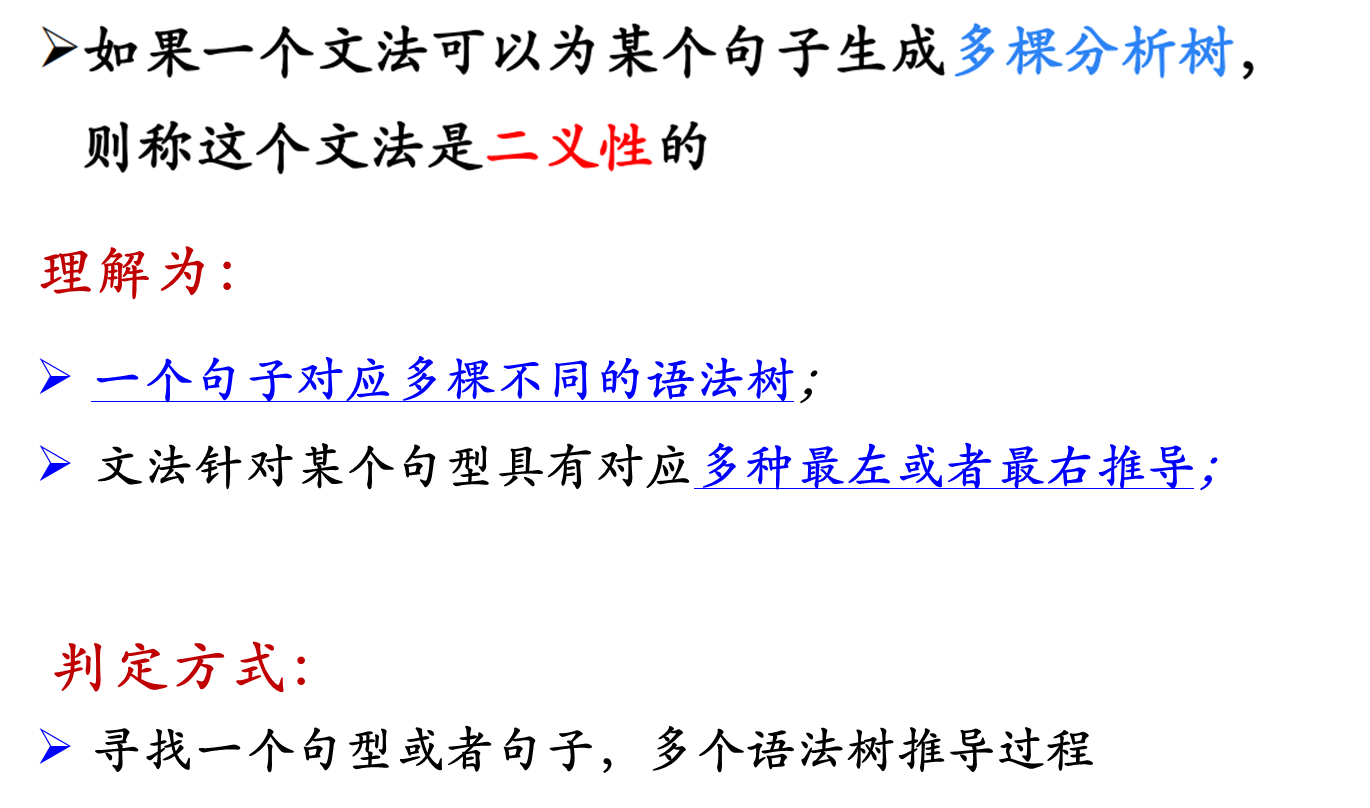 ➢如果一个文法可以为某个句子生成多棵分析树，
则称这个文法是二义性的
理解为：
➢ 一个句子对应多棵不同的语法树；
➢ 文法针对某个句型具有对应多种最左或者最右推导；
判定方式：
➢ 寻找一个句型或者句子，多个语法树推导过程